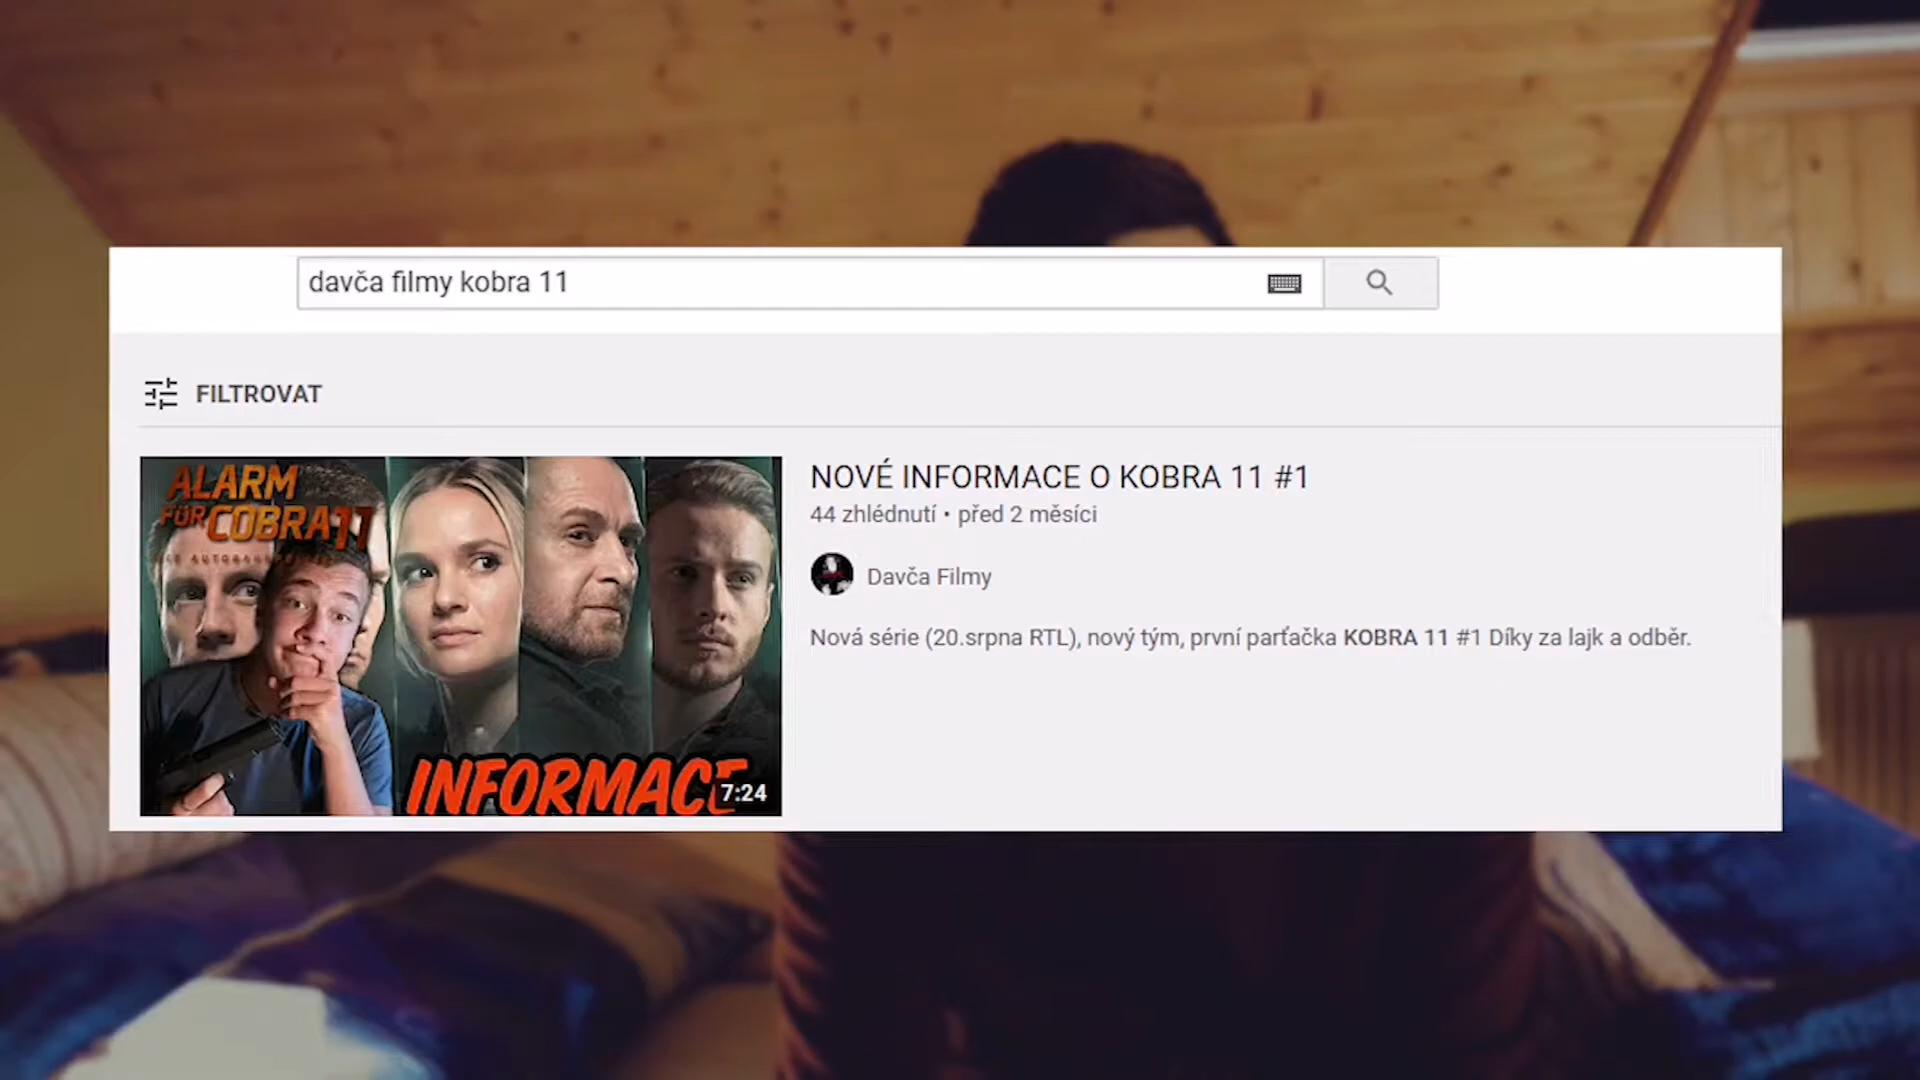 davča filmy kobra 11
FILTROVAT
ALARM
FÜR COBRA 11
INFORMACE
7:24
NOVÉ INFORMACE O KOBRA 11 #1
44 zhlédnutí • před 2 měsíci
Davča Filmy
Nová série (20.srpna RTL), nový tým, první parťačka KOBRA 11 #1 Díky za lajk a odběr.